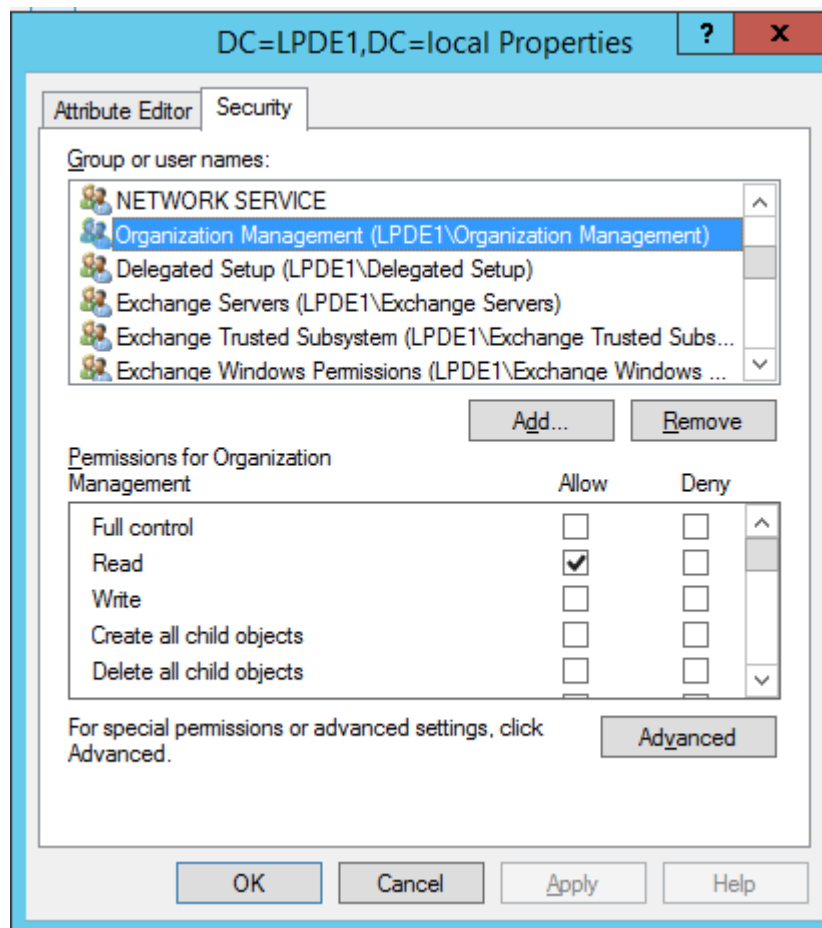 DC=LPDE1,DC=local Properties
?
x
Attribute Editor
Security
Group or user names:
NETWORK SERVICE
Organization Management (LPDE1\Organization Management)
Delegated Setup (LPDE1\Delegated Setup)
Exchange Servers (LPDE1\Exchange Servers)
Exchange Trusted Subsystem (LPDE1\Exchange Trusted Subs...
Exchange Windows Permissions (LPDE1\Exchange Windows ...
Add...
Remove
Permissions for Organization
Management
Allow
Deny
Full control
Read
Write
Create all child objects
Delete all child objects
For special permissions or advanced settings, click
Advanced.
Advanced
OK
Cancel
Apply
Help